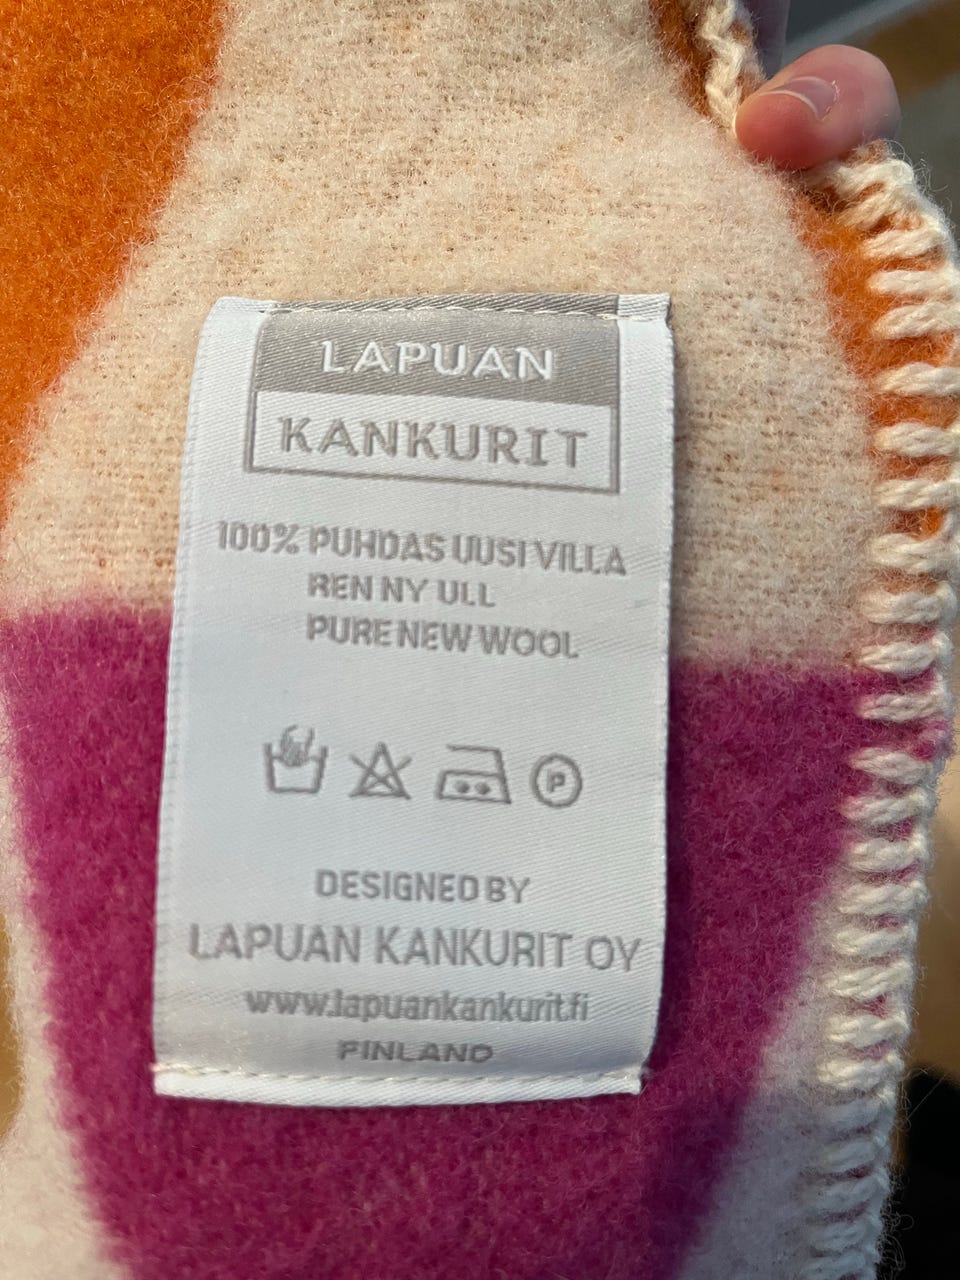 LAPUAN
KANKURIT
100% PUHDAS UUSI VILLA
REN NY ULL
PURE NEW WOOL
P
DESIGNED BY
LAPUAN KANKURIT OY
www.lapuankankurit.fi
FINLAND